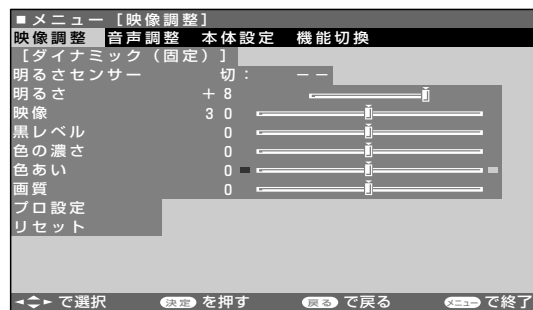 ■メニュー [映像調整]
映像調整 音声調整 本体設定 機能切換
[ダイナミック(固定)]
明るさセンサー 切: −−
明るさ +8
映像 30
黒レベル 0
色の濃さ 0
色あい 0
画質 0
プロ設定
リセット
で選択 決定 を押す 戻る で戻る メニュー で終了